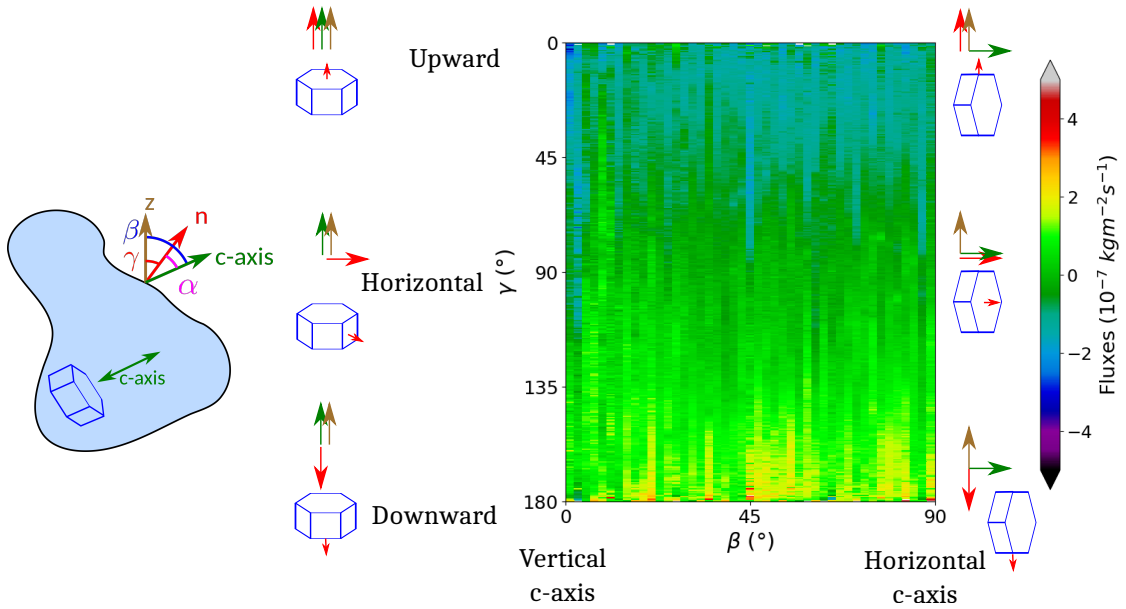 Upward
Horizontal
Downward
z
n
β
γ
α
c-axis
c-axis
0
45
90
135
180
γ (°)
0
45
90
β (°)
Vertical
c-axis
Horizontal
c-axis
4
2
0
−2
−4
Fluxes (10⁻⁷ kgm⁻²s⁻¹)